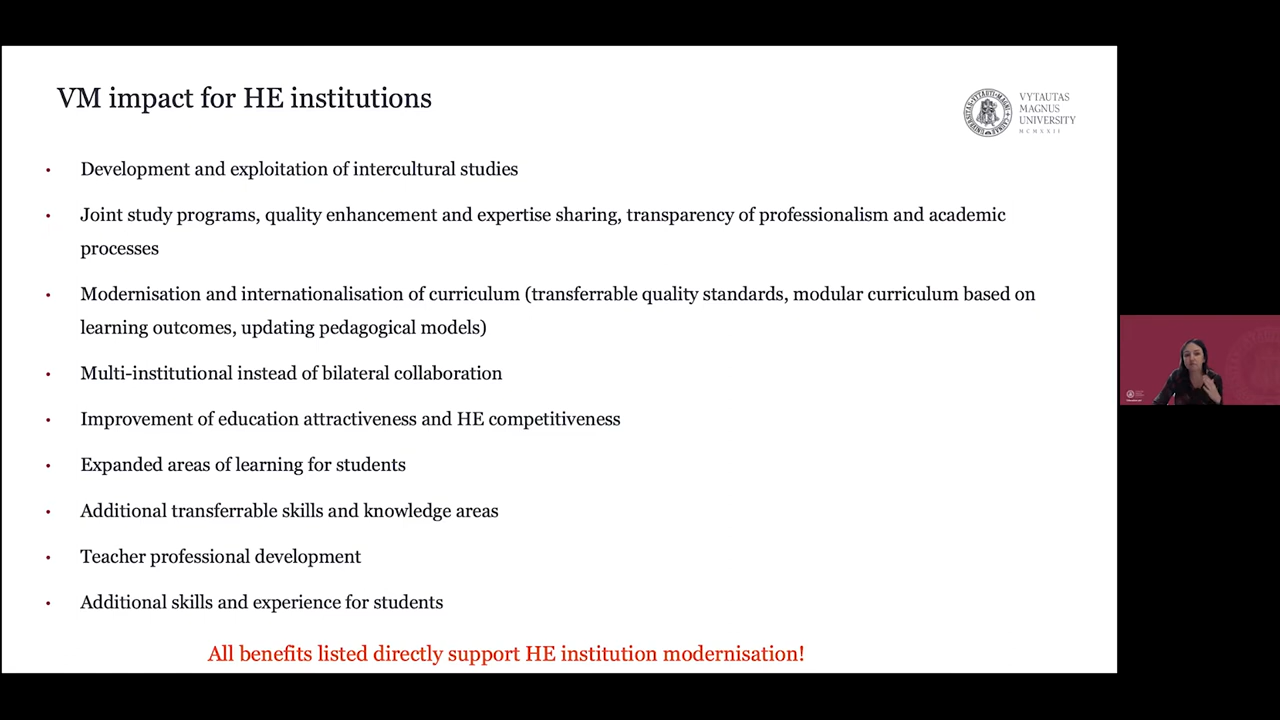 VM impact for HE institutions
VYTAUTAS
MAGNUS
UNIVERSITY
MCMXXII
• Development and exploitation of intercultural studies
• Joint study programs, quality enhancement and expertise sharing, transparency of professionalism and academic
processes
• Modernisation and internationalisation of curriculum (transferrable quality standards, modular curriculum based on
learning outcomes, updating pedagogical models)
• Multi-institutional instead of bilateral collaboration
• Improvement of education attractiveness and HE competitiveness
• Expanded areas of learning for students
• Additional transferrable skills and knowledge areas
• Teacher professional development
• Additional skills and experience for students
All benefits listed directly support HE institution modernisation!